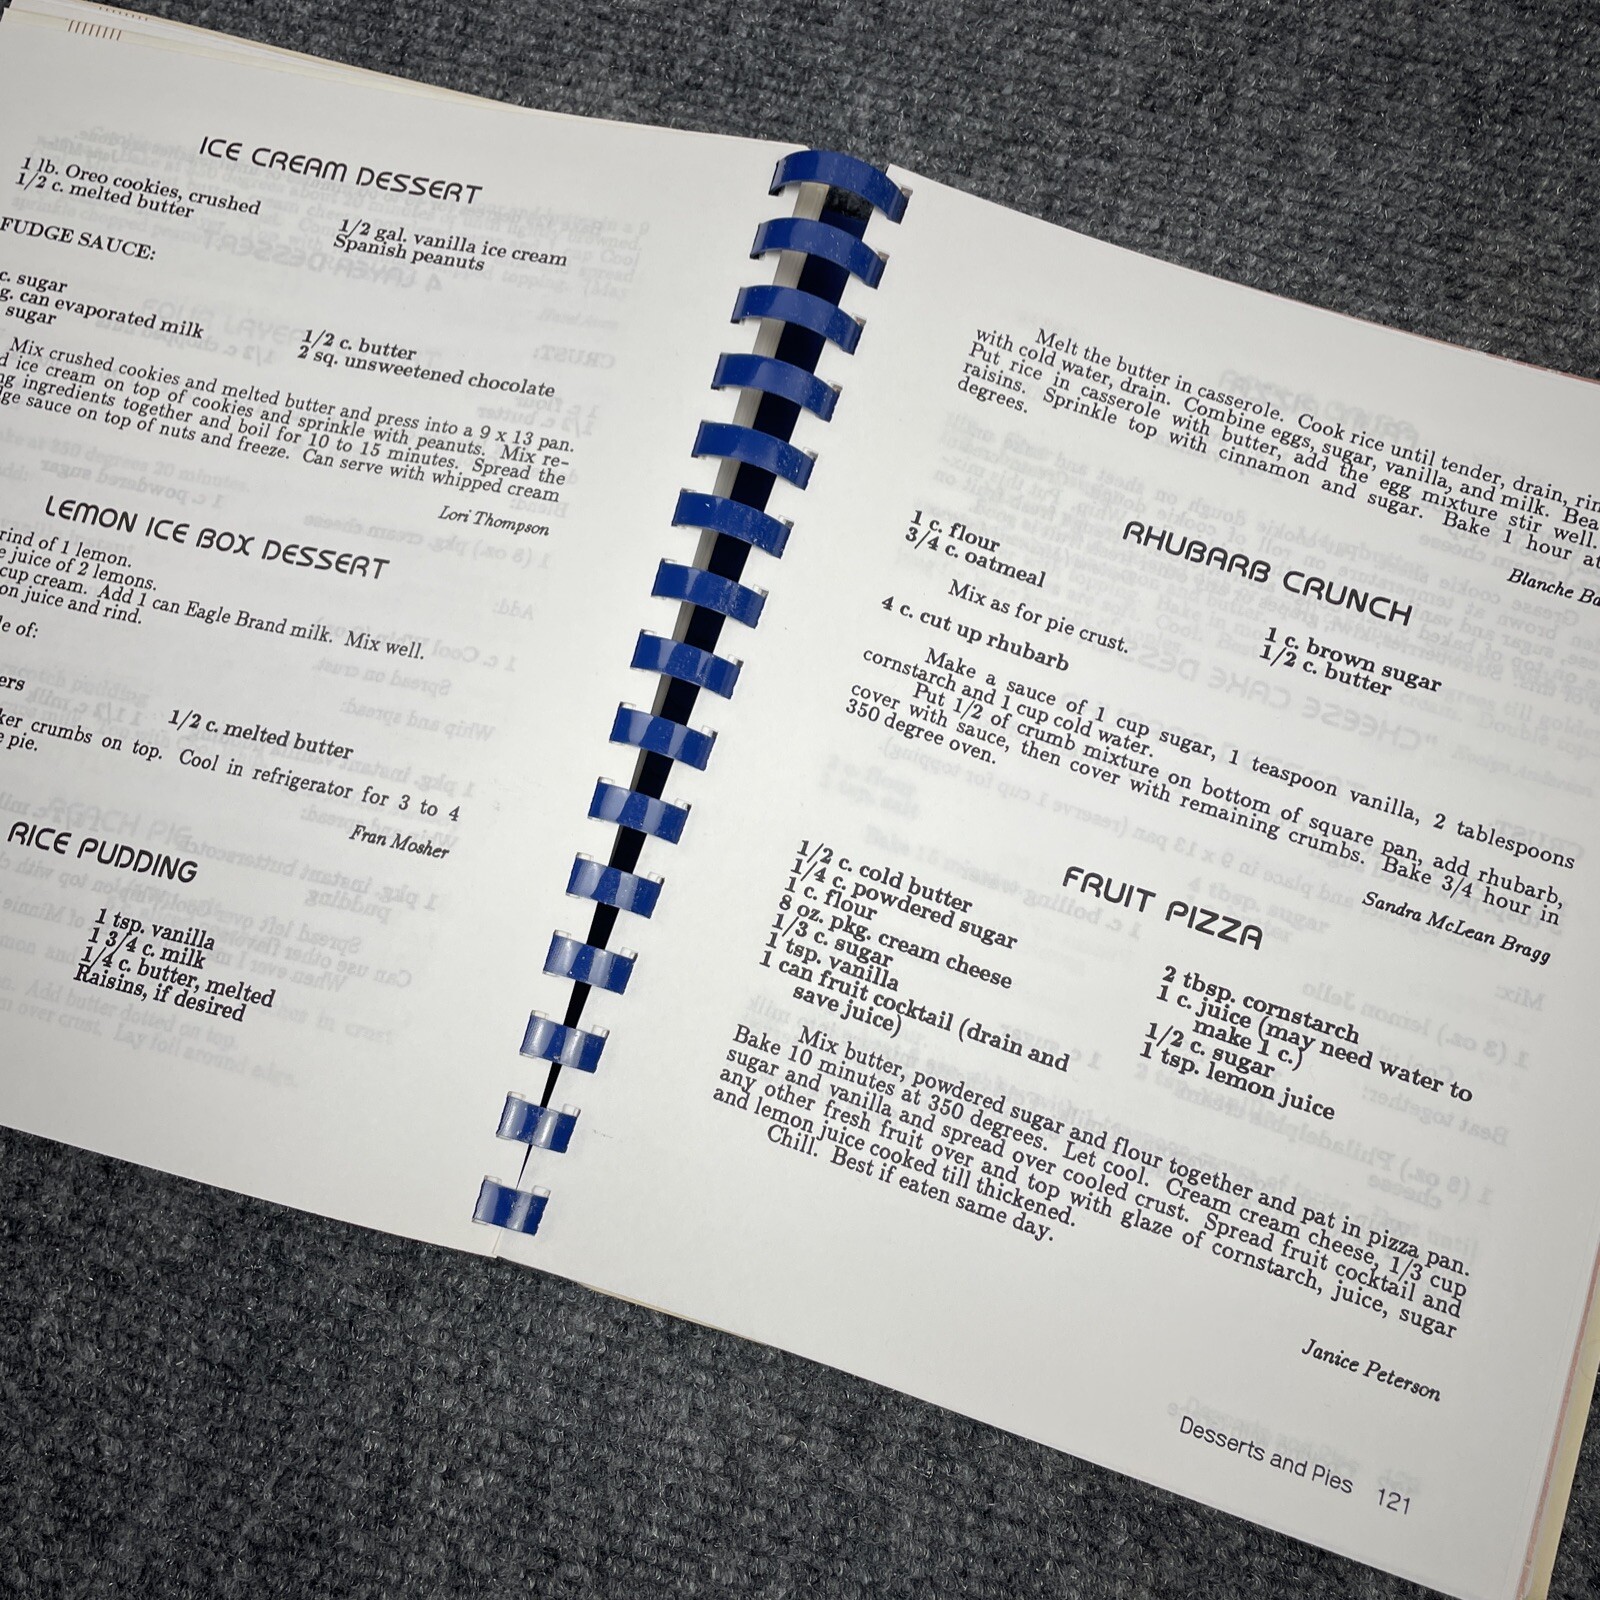 ICE CREAM DESSERT
1 lb. Oreo cookies, crushed
1/2 c. melted butter
1/2 gal. vanilla ice cream
Spanish peanuts
FUDGE SAUCE:
c. sugar
g. can evaporated milk
sugar
1/2 c. butter
2 sq. unsweetened chocolate
Mix crushed cookies and melted butter and press into a 9 x 13 pan.
d ice cream on top of cookies and sprinkle with peanuts. Mix re-
ng ingredients together and boil for 10 to 15 minutes. Spread the
ge sauce on top of nuts and freeze. Can serve with whipped cream
Lori Thompson
LEMON ICE BOX DESSERT
rind of 1 lemon.
e juice of 2 lemons.
cup cream. Add 1 can Eagle Brand milk. Mix well.
on juice and rind.
le of:
ers
1/2 c. melted butter
ker crumbs on top. Cool in refrigerator for 3 to 4
e pie.
Fran Mosher
RICE PUDDING
1 tsp. vanilla
1 3/4 c. milk
1/4 c. butter, melted
Raisins, if desired
Melt the butter in casserole. Cook rice until tender, drain, rin
with cold water, drain. Combine eggs, sugar, vanilla, and milk. Bea
Put rice in casserole with butter, add the egg mixture stir well.
raisins. Sprinkle top with cinnamon and sugar. Bake 1 hour at
degrees.
Blanche Ba
RHUBARB CRUNCH
1 c. flour
3/4 c. oatmeal
1 c. brown sugar
1/2 c. butter
Mix as for pie crust.
4 c. cut up rhubarb
Make a sauce of 1 cup sugar, 1 teaspoon vanilla, 2 tablespoons
cornstarch and 1 cup cold water.
Put 1/2 of crumb mixture on bottom of square pan, add rhubarb,
cover with sauce, then cover with remaining crumbs. Bake 3/4 hour in
350 degree oven.
Sandra McLean Bragg
FRUIT PIZZA
1/2 c. cold butter
1/4 c. powdered sugar
1 c. flour
8 oz. pkg. cream cheese
1/3 c. sugar
1 tsp. vanilla
1 can fruit cocktail (drain and
save juice)
2 tbsp. cornstarch
1 c. juice (may need water to
make 1 c.)
1/2 c. sugar
1 tsp. lemon juice
Mix butter, powdered sugar and flour together and pat in pizza pan.
Bake 10 minutes at 350 degrees. Let cool. Cream cream cheese, 1/3 cup
sugar and vanilla and spread over cooled crust. Spread fruit cocktail and
any other fresh fruit over and top with glaze of cornstarch, juice, sugar
and lemon juice cooked till thickened.
Chill. Best if eaten same day.
Janice Peterson
Desserts and Pies 121